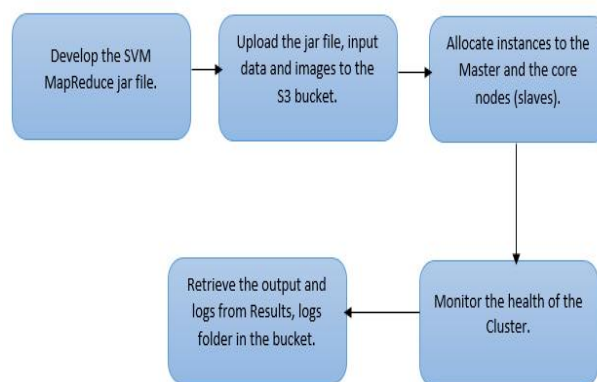 Develop the SVM
MapReduce jar file.
Upload the jar file, input
data and images to the
S3 bucket.
Allocate instances to the
Master and the core
nodes (slaves).
Monitor the health of the
Cluster.
Retrieve the output and
logs from Results, logs
folder in the bucket.